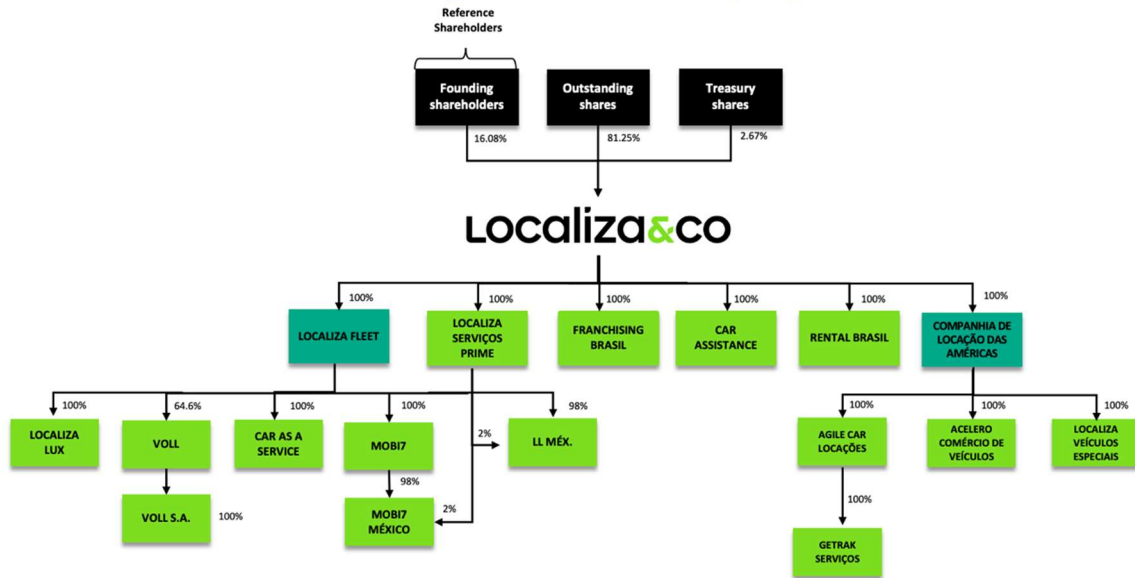 Reference
Shareholders
Founding
shareholders
Outstanding
shares
Treasury
shares
16.08%
81.25%
2.67%
Localiza&co
100%
100%
100%
100%
100%
100%
LOCALIZA FLEET
LOCALIZA
SERVIÇOS
PRIME
FRANCHISING
BRASIL
CAR
ASSISTANCE
RENTAL BRASIL
COMPANHIA DE
LOCAÇÃO DAS
AMÉRICAS
100%
64.6%
100%
100%
98%
100%
100%
100%
LOCALIZA
LUX
VOLL
CAR AS A
SERVICE
MOBI7
2%
LL MÉX.
AGILE CAR
LOCAÇÕES
ACELERO
COMÉRCIO DE
VEÍCULOS
LOCALIZA
VEÍCULOS
ESPECIAIS
98%
100%
VOLL S.A.
100%
MOBI7
MÉXICO
2%
GETRAK
SERVIÇOS